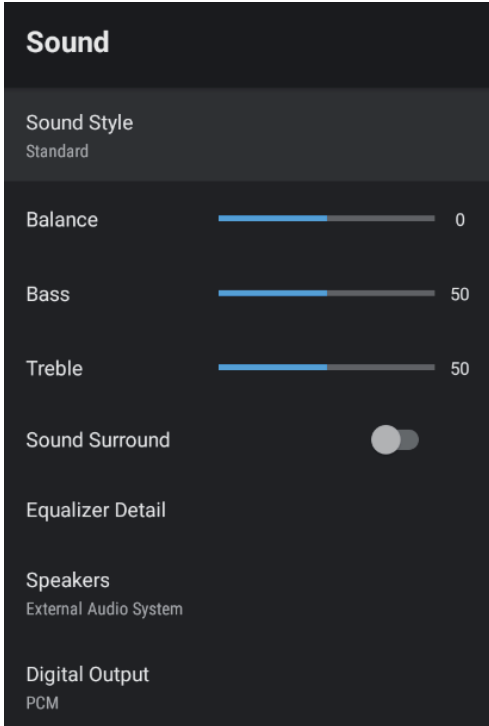 Sound
Sound Style
Standard
Balance 0
Bass 50
Treble 50
Sound Surround
Equalizer Detail
Speakers
External Audio System
Digital Output
PCM